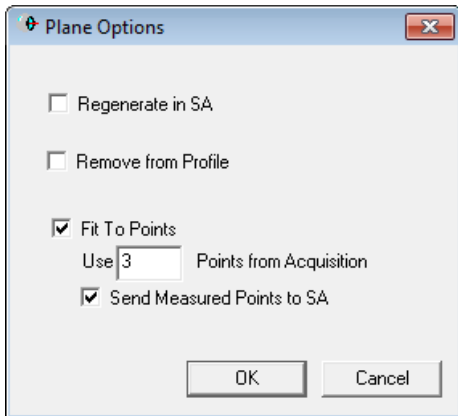 Plane Options
Regenerate in SA
Remove from Profile
Fit To Points
Use 3 Points from Acquisition
Send Measured Points to SA
OK Cancel